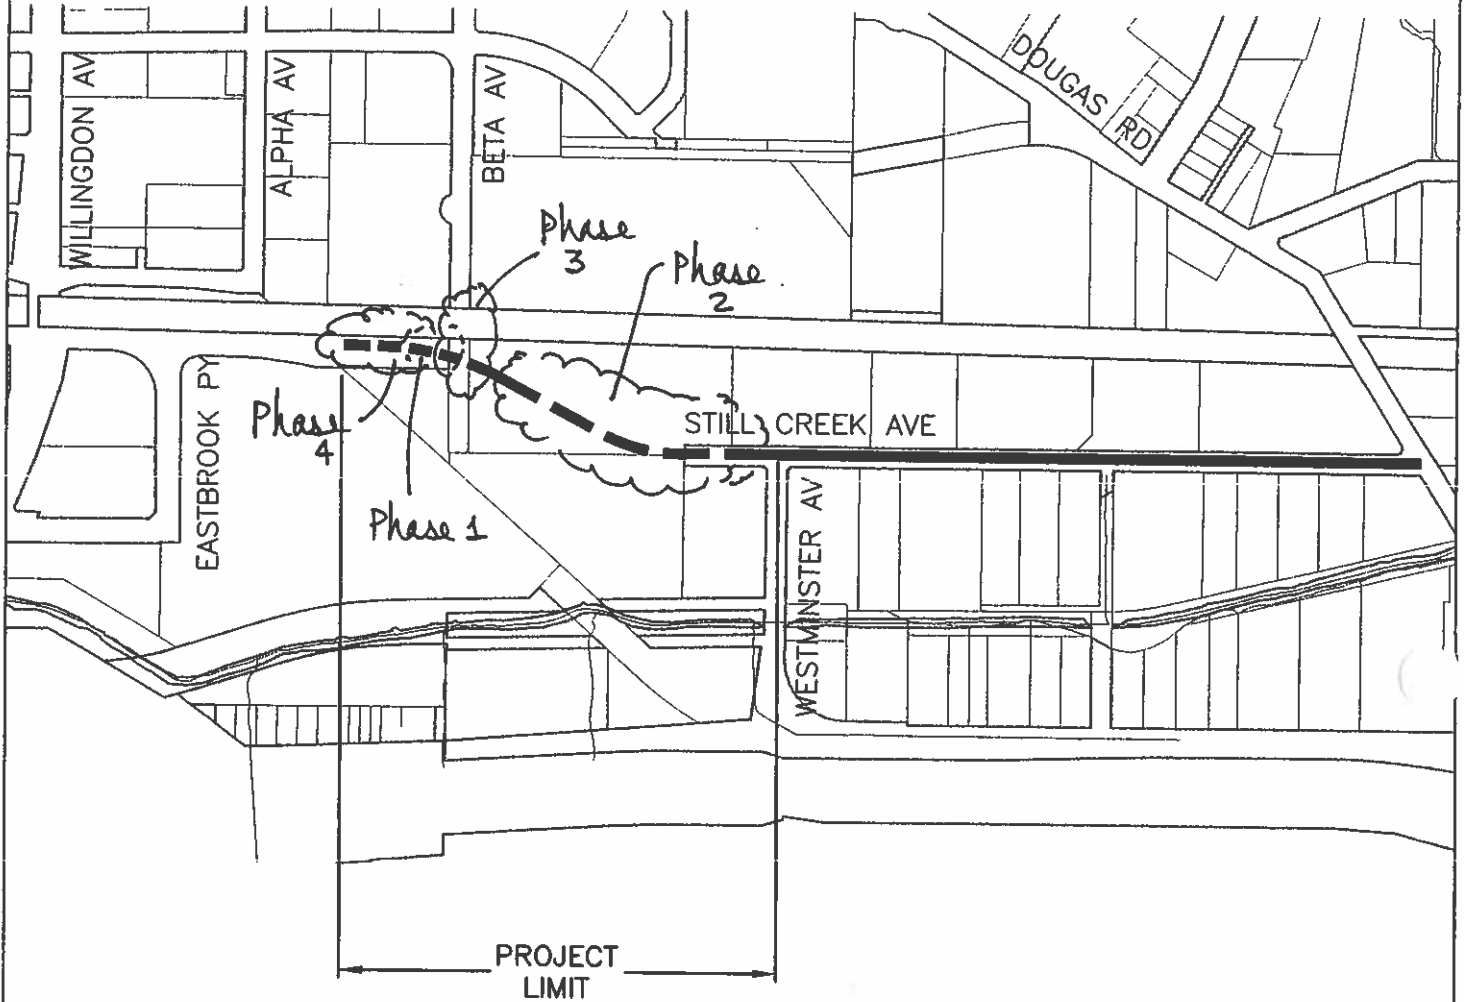 DOUGAS RD
WILLINGDON AV
ALPHA AV
BETA AV
Phase
3
Phase
2
Phase
4
STILL CREEK AVE
EASTBROOK PY
Phase 1
WESTMINSTER AV
PROJECT
LIMIT